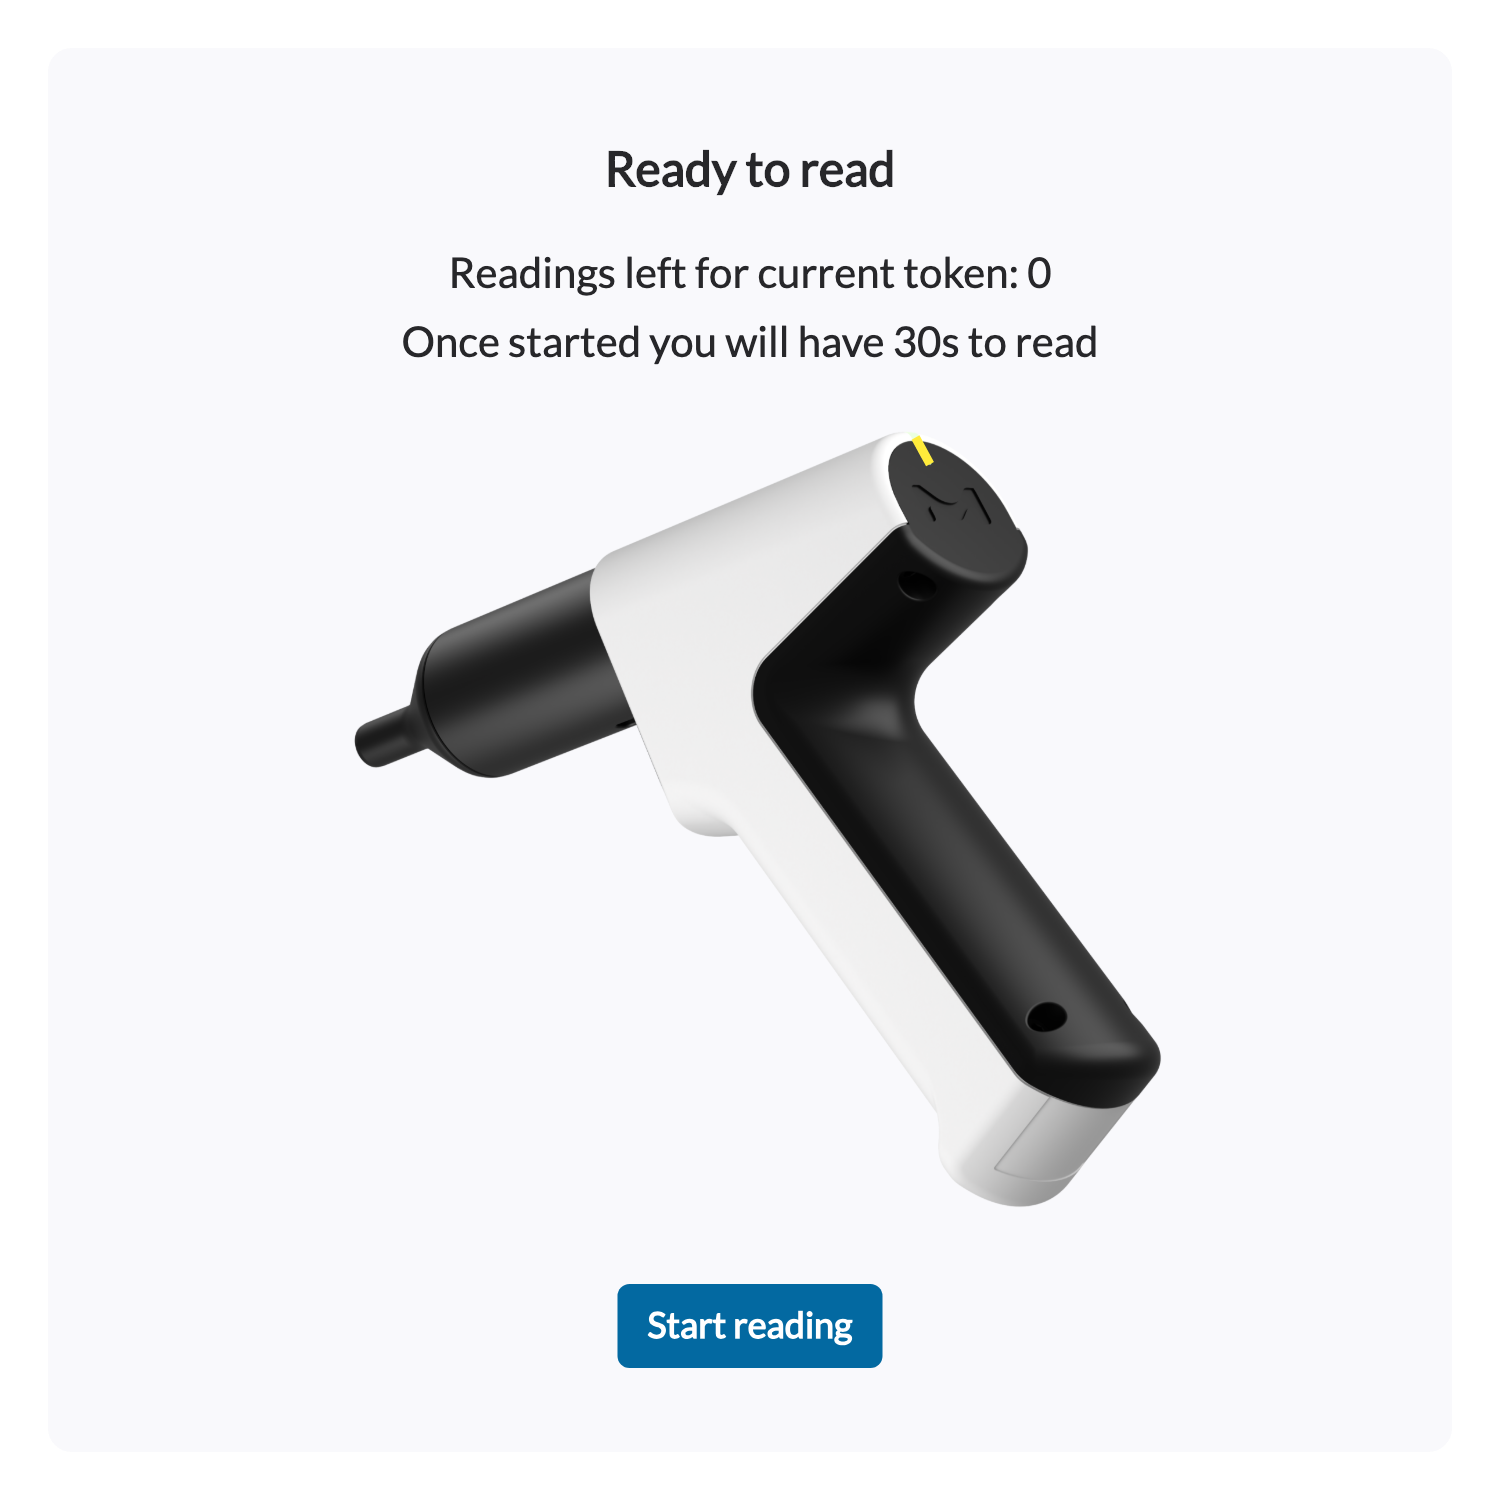 Ready to read
Readings left for current token: 0
Once started you will have 30s to read
Start reading